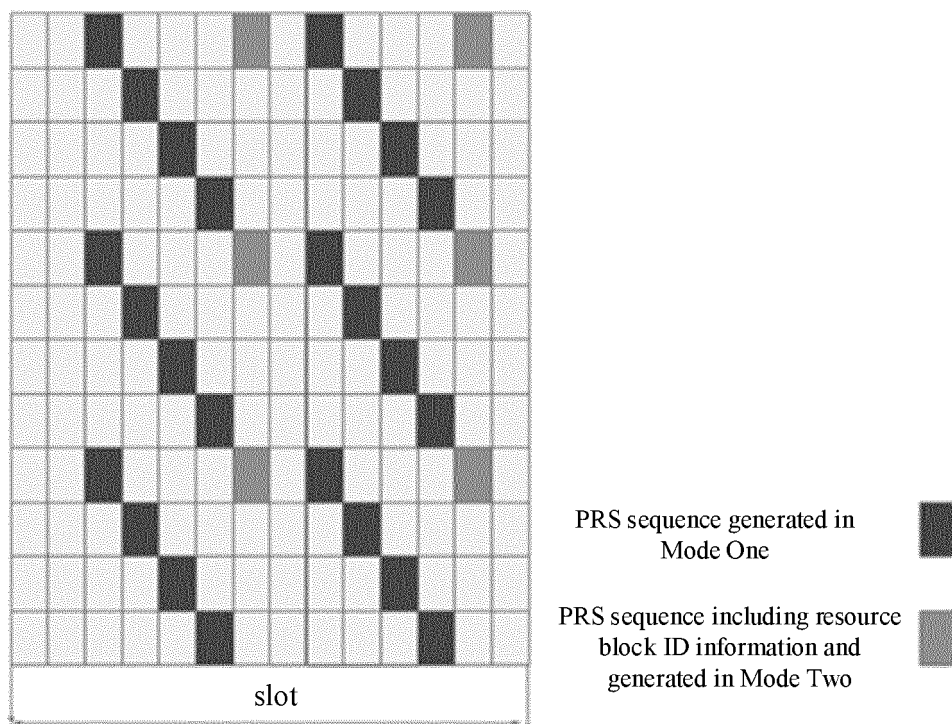 PRS sequence generated in
Mode One
PRS sequence including resource
block ID information and
generated in Mode Two
slot